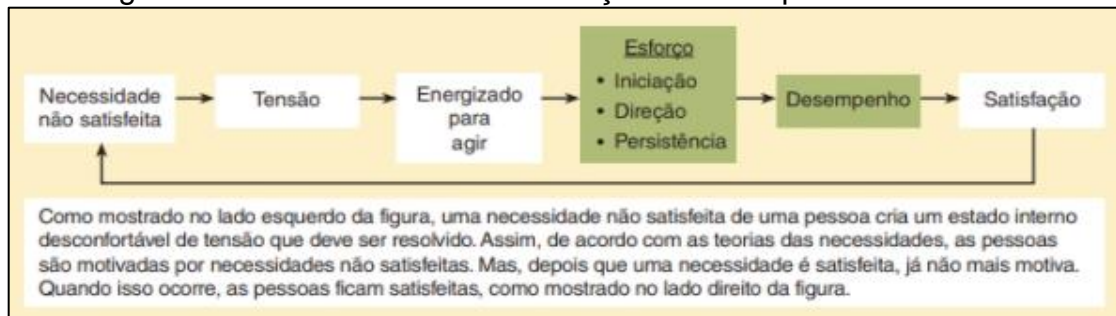 Esforço
• Iniciação
• Direção
• Persistência
Necessidade
não satisfeita
Tensão
Energizado
para
agir
Desempenho
Satisfação
Como mostrado no lado esquerdo da figura, uma necessidade não satisfeita de uma pessoa cria um estado interno
desconfortável de tensão que deve ser resolvido. Assim, de acordo com as teorias das necessidades, as pessoas
são motivadas por necessidades não satisfeitas. Mas, depois que uma necessidade é satisfeita, já não mais motiva.
Quando isso ocorre, as pessoas ficam satisfeitas, como mostrado no lado direito da figura.